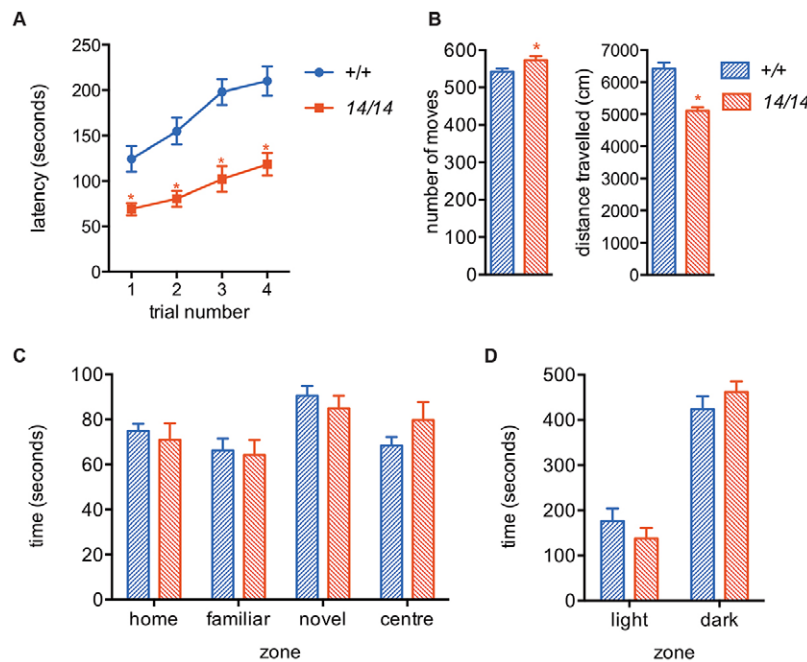 A
latency (seconds)
250
200
150
100
50
0
1 2 3 4
trial number
+/+
14/14
* * * *
B
number of moves
600
500
400
300
200
100
0
*
distance travelled (cm)
7000
6000
5000
4000
3000
2000
1000
0
*
+/+
14/14
C
time (seconds)
100
80
60
40
20
0
home familiar novel centre
zone
D
time (seconds)
500
400
300
200
100
0
light dark
zone